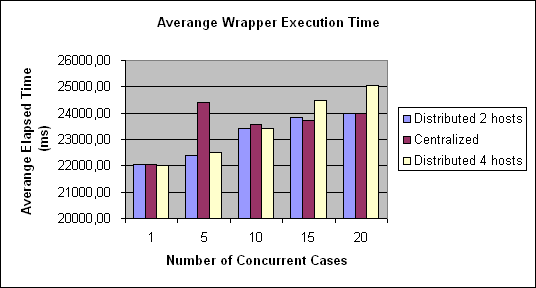 Averange Wrapper Execution Time
26000,00
25000,00
24000,00
23000,00
22000,00
21000,00
20000,00
Averange Elapsed Time
(ms)
1 5 10 15 20
Number of Concurrent Cases
Distributed 2 hosts
Centralized
Distributed 4 hosts